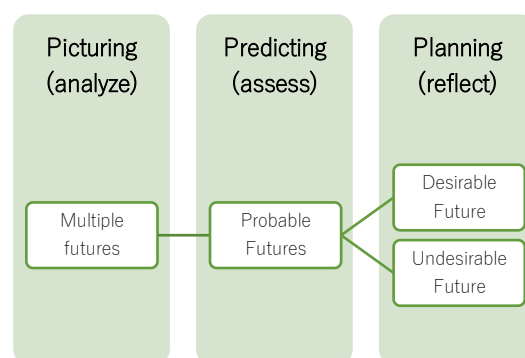 Picturing
(analyze)
Predicting
(assess)
Planning
(reflect)
Multiple
futures
Probable
Futures
Desirable
Future
Undesirable
Future